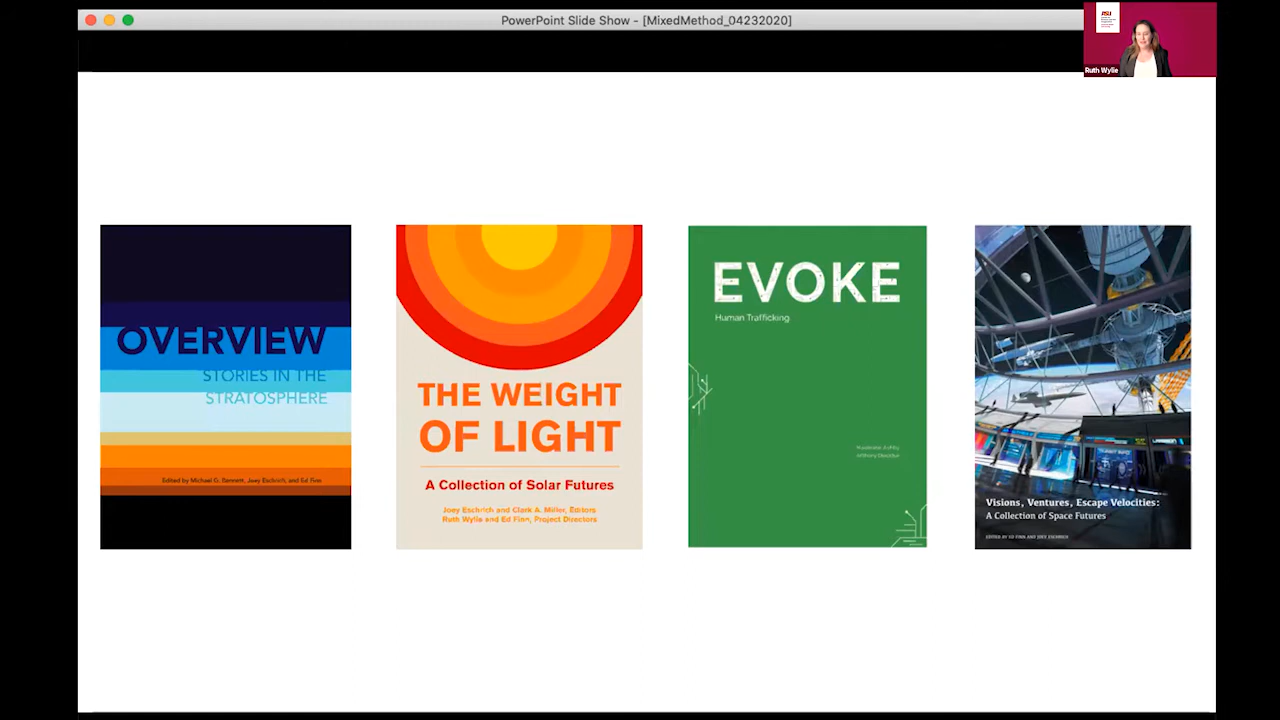 PowerPoint Slide Show - [MixedMethod_04232020]
ASU
Ruth Wylie
OVERVIEW
STORIES IN THE
STRATOSPHERE
Edited by Michael G. Bennett, Joey Eschrich, and Ed Finn
THE WEIGHT
OF LIGHT
A Collection of Solar Futures
Joey Eschrich and Clark A. Miller, Editors
Ruth Wylie and Ed Finn, Project Directors
EVOKE
Human Trafficking
Visions, Ventures, Escape Velocities:
A Collection of Space Futures
EDITED BY ED FINN AND JOEY ESCHRICH